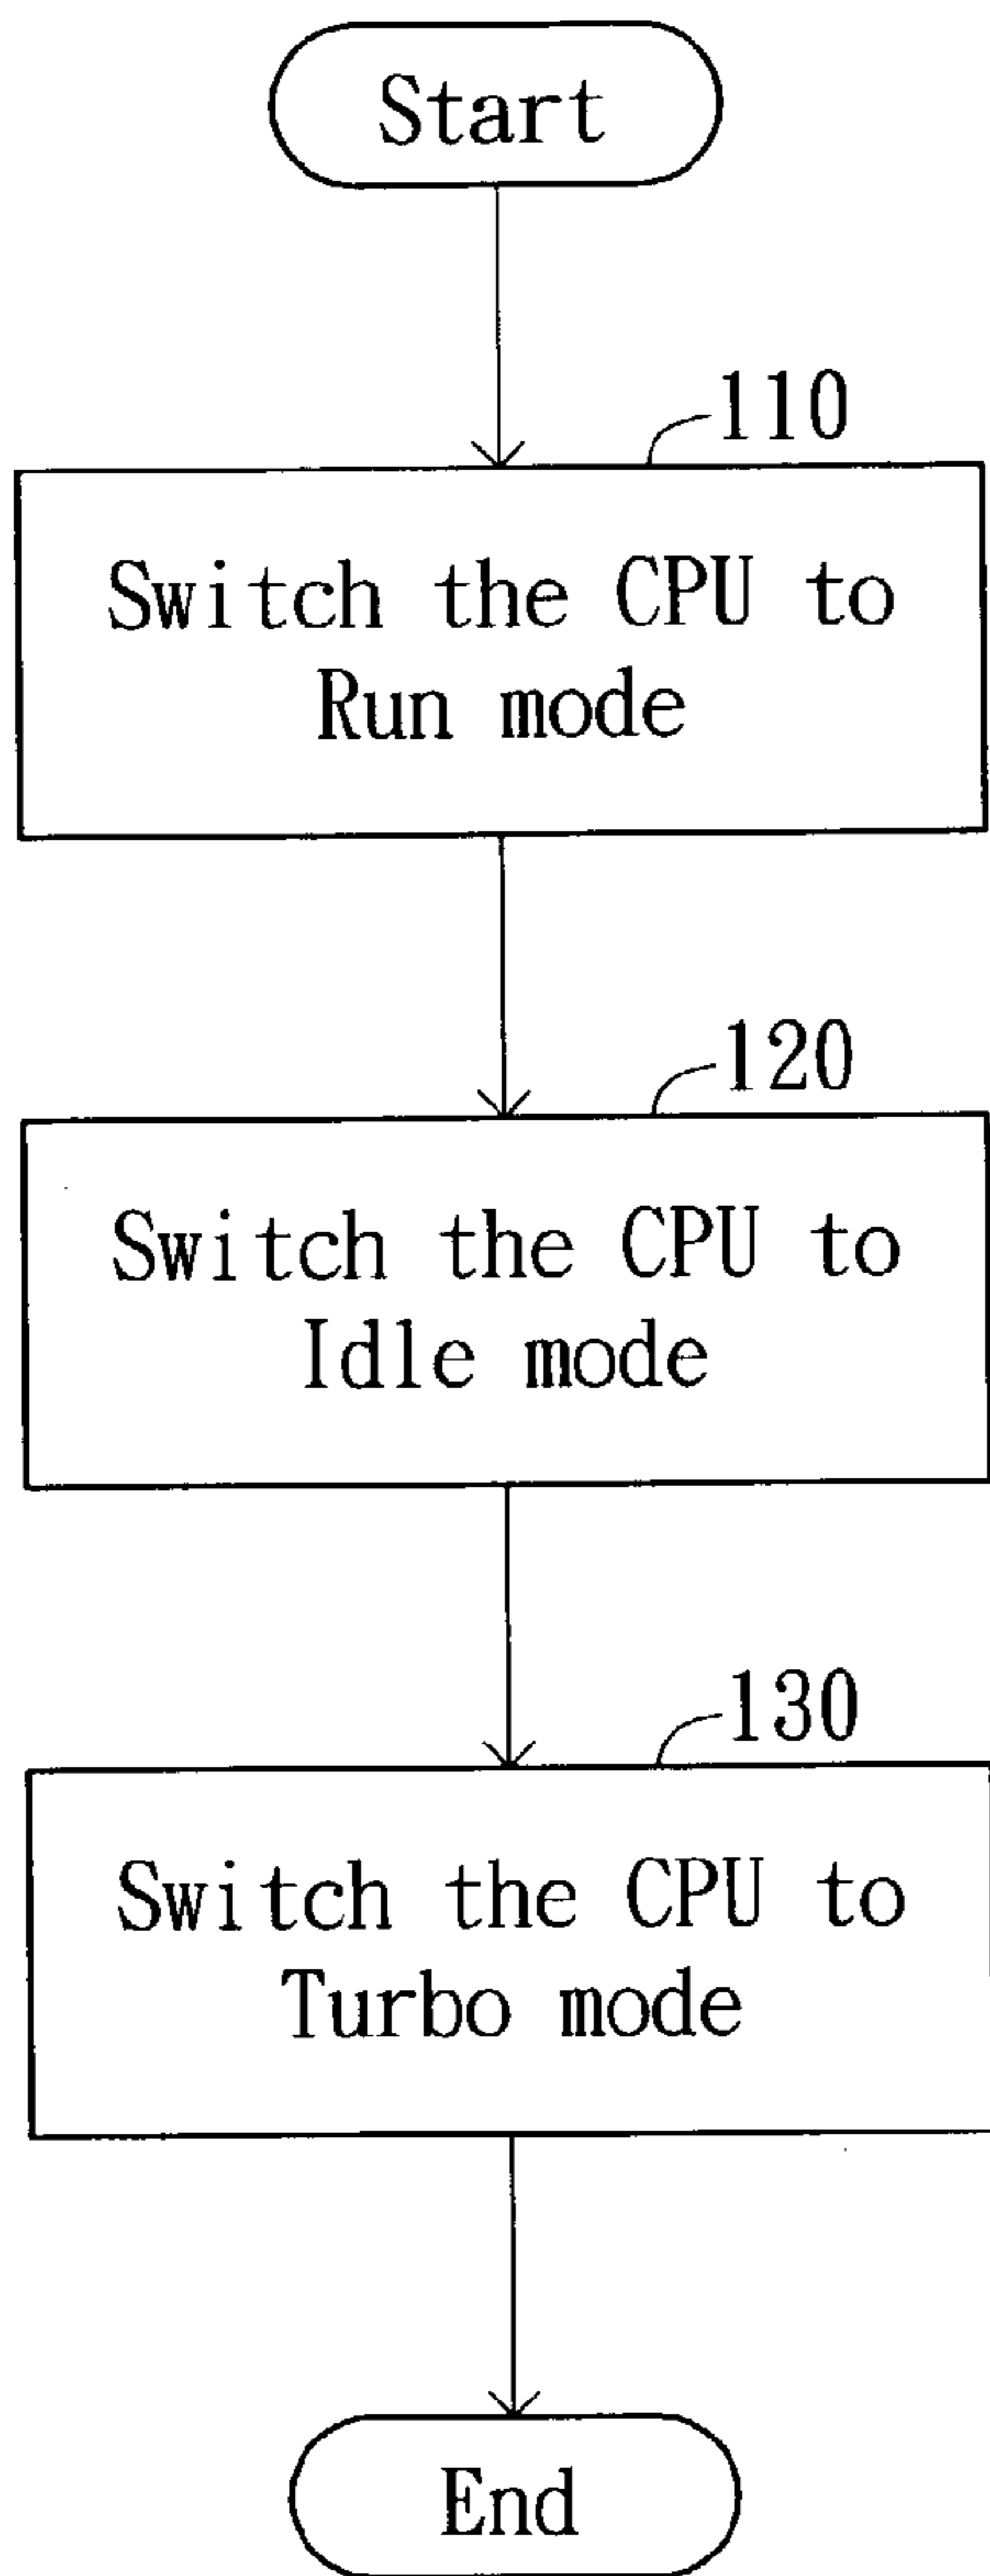 Start
110
Switch the CPU to
Run mode
120
Switch the CPU to
Idle mode
130
Switch the CPU to
Turbo mode
End